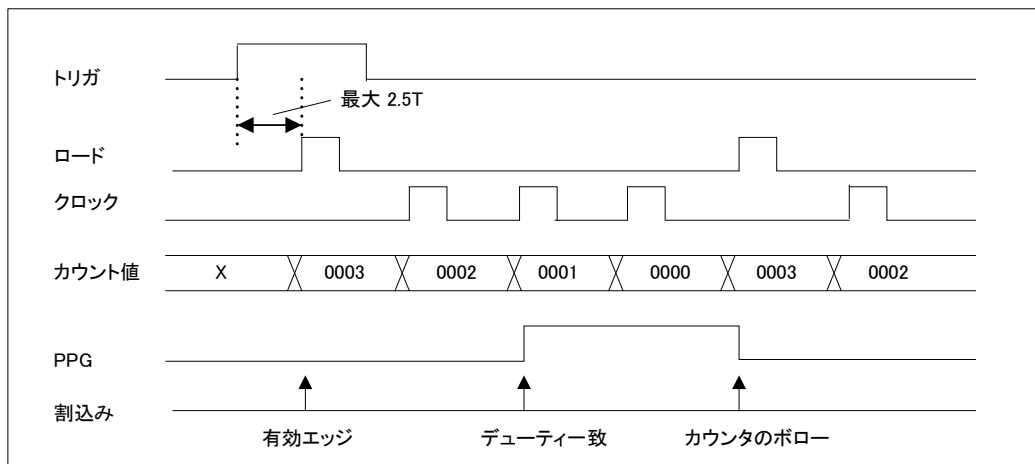 トリガ
最大 2.5T
ロード
クロック
カウント値 X 0003 0002 0001 0000 0003 0002
PPG
割込み
有効エッジ デューティ一致 カウンタのボロー